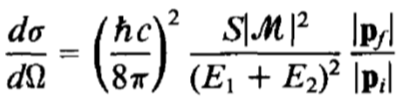 dσ/dΩ = (ħc/8π)² S|ℳ|²/(E₁ + E₂)² |p_f|/|p_i|